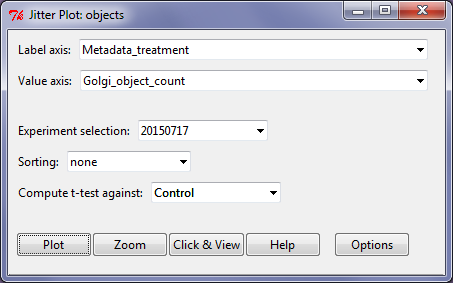 Jitter Plot: objects
Label axis: Metadata_treatment
Value axis: Golgi_object_count
Experiment selection: 20150717
Sorting: none
Compute t-test against: Control
Plot Zoom Click & View Help Options